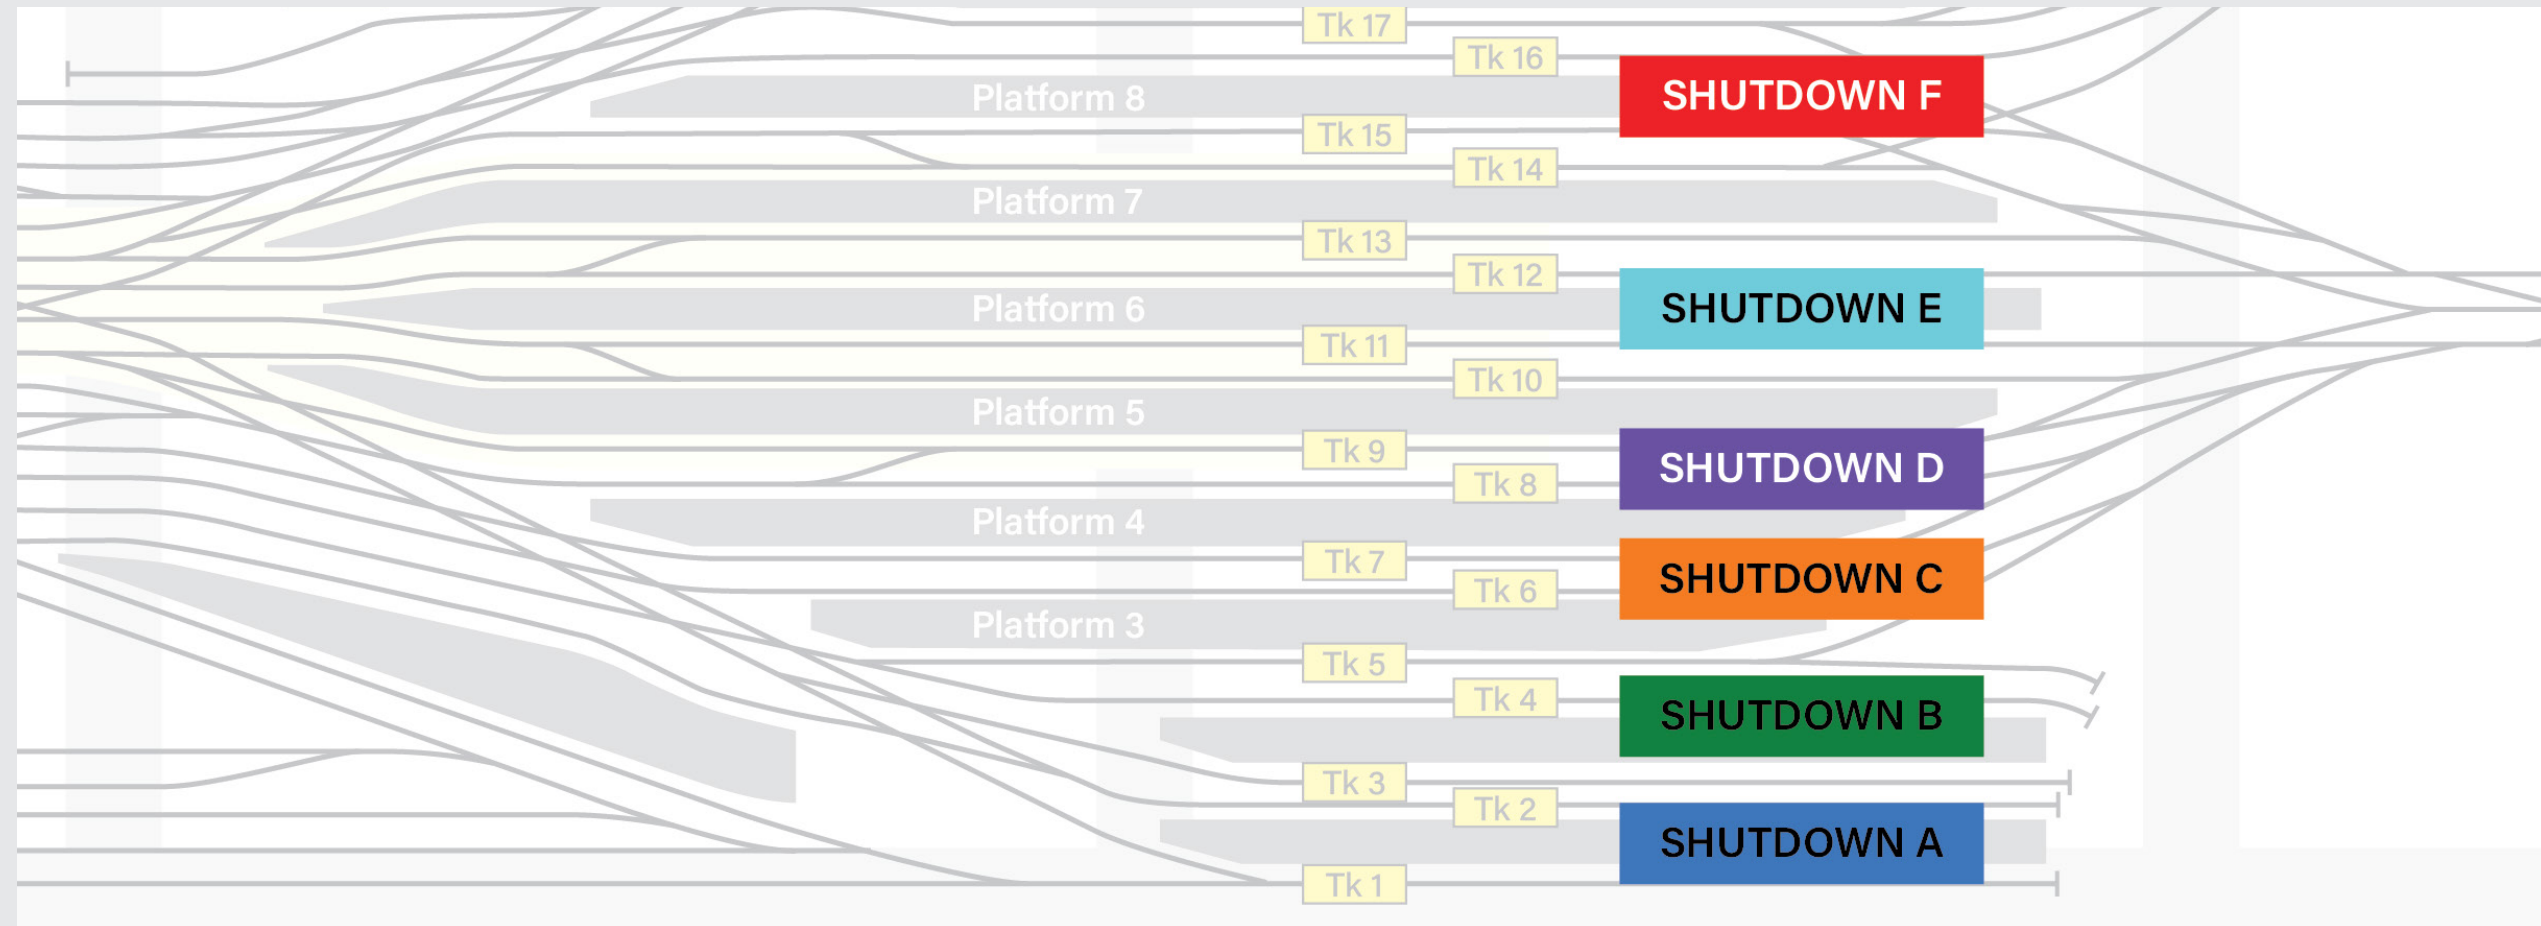 Tk 17
Tk 16
Platform 8
SHUTDOWN F
Tk 15
Tk 14
Platform 7
Tk 13
Tk 12
Platform 6
SHUTDOWN E
Tk 11
Tk 10
Platform 5
Tk 9
SHUTDOWN D
Tk 8
Platform 4
Tk 7
SHUTDOWN C
Tk 6
Platform 3
Tk 5
Tk 4
SHUTDOWN B
Tk 3
Tk 2
SHUTDOWN A
Tk 1